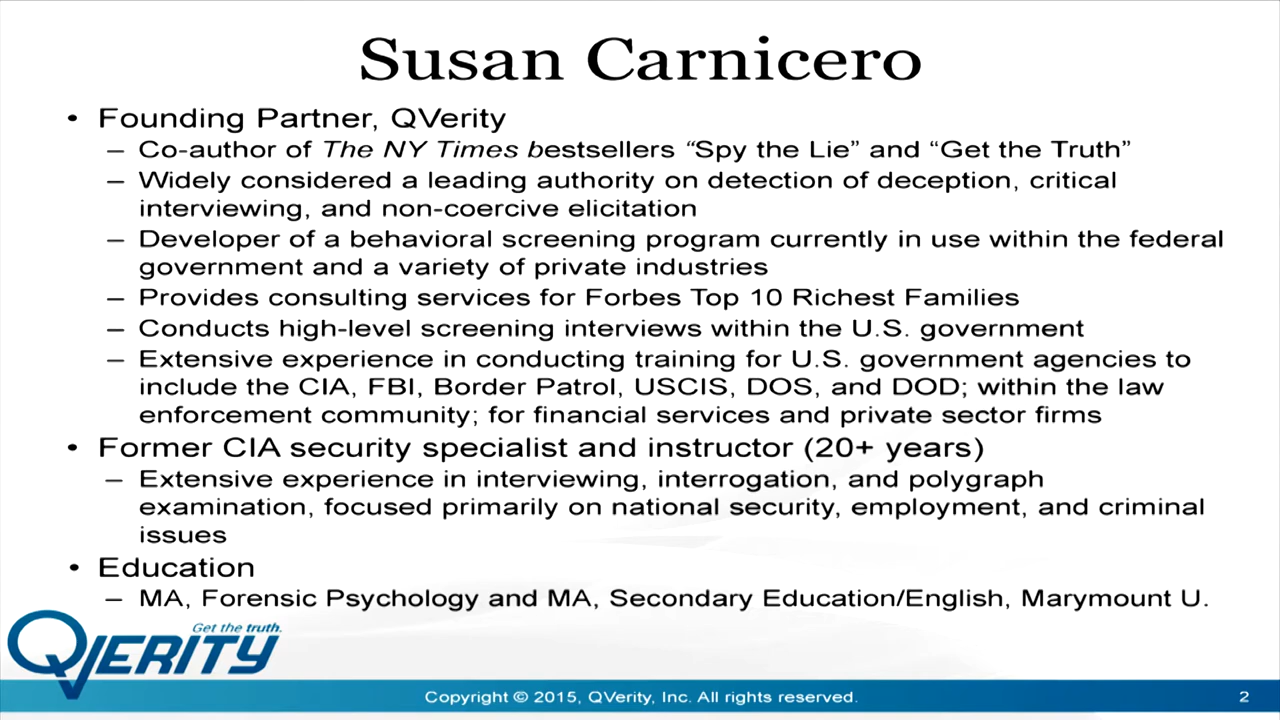 Susan Carnicero
• Founding Partner, QVerity
– Co-author of The NY Times bestsellers “Spy the Lie” and “Get the Truth”
– Widely considered a leading authority on detection of deception, critical
interviewing, and non-coercive elicitation
– Developer of a behavioral screening program currently in use within the federal
government and a variety of private industries
– Provides consulting services for Forbes Top 10 Richest Families
– Conducts high-level screening interviews within the U.S. government
– Extensive experience in conducting training for U.S. government agencies to
include the CIA, FBI, Border Patrol, USCIS, DOS, and DOD; within the law
enforcement community; for financial services and private sector firms
• Former CIA security specialist and instructor (20+ years)
– Extensive experience in interviewing, interrogation, and polygraph
examination, focused primarily on national security, employment, and criminal
issues
• Education
– MA, Forensic Psychology and MA, Secondary Education/English, Marymount U.
Get the truth.
QVERITY
Copyright © 2015, QVerity, Inc. All rights reserved.
2